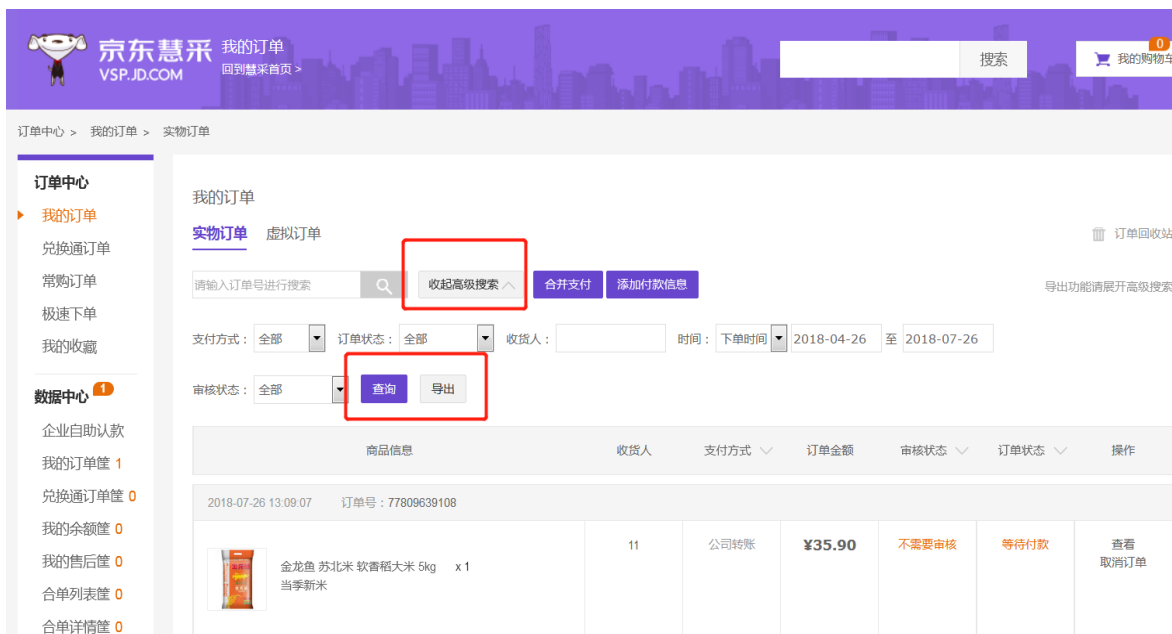 京东慧采
VSP.JD.COM
我的订单
回到慧采首页 >
搜索
0
我的购物车
订单中心 > 我的订单 > 实物订单
订单中心
我的订单
兑换通订单
常购订单
极速下单
我的收藏
数据中心 1
企业自助认款
我的订单筐 1
兑换通订单筐 0
我的余额筐 0
我的售后筐 0
合单列表筐 0
合单详情筐 0
我的订单
实物订单 虚拟订单
订单回收站
请输入订单号进行搜索 收起高级搜索 合并支付 添加付款信息
导出功能请展开高级搜索
支付方式： 全部 订单状态： 全部 收货人： 时间： 下单时间 2018-04-26 至 2018-07-26
审核状态： 全部 查询 导出
商品信息 收货人 支付方式 订单金额 审核状态 订单状态 操作
2018-07-26 13:09:07 订单号：77809639108
金龙鱼 苏北米 软香稻大米 5kg x 1
当季新米
11 公司转账 ¥35.90 不需要审核 等待付款 查看
取消订单